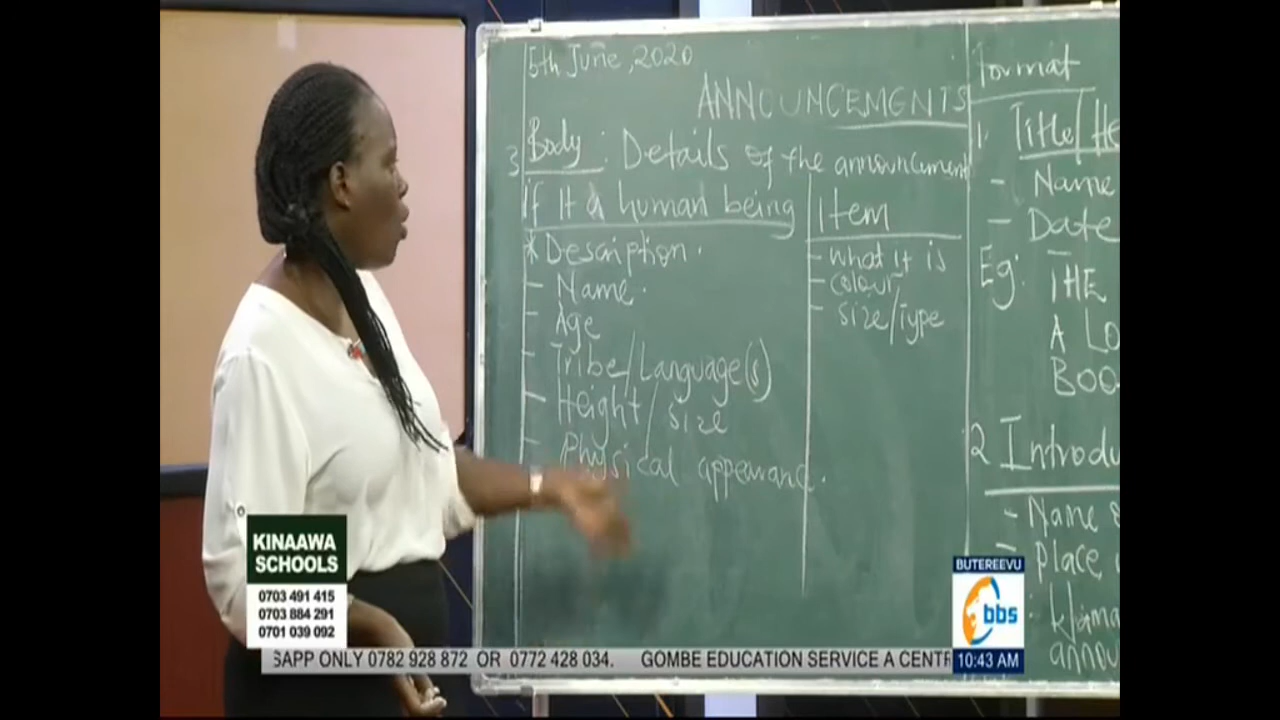 5th June, 2020
ANNOUNCEMENTS
3 Body: Details of the announcement
If It a human being
* Description.
- Name.
- Age
- Tribe/Language(s)
- Height/size
- Physical appearance.
Item
- what it is
- colour
- size/Type
Format
1. Title/He
- Name
- Date
Eg:
THE
A LO
BOO
2 Introdu
- Name
- Place
annou
KINAAWA
SCHOOLS
0703 491 415
0703 884 291
0701 039 092
BUTEREEVU
bbs
10:43 AM
SAPP ONLY 0782 928 872 OR 0772 428 034. GOMBE EDUCATION SERVICE A CENTR